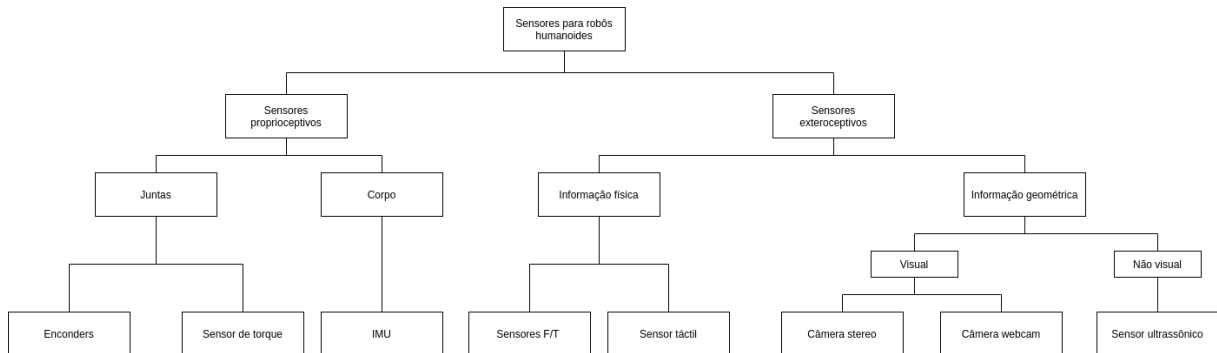 Sensores para robôs
humanoides
Sensores
proprioceptivos
Sensores
exteroceptivos
Juntas
Corpo
Informação física
Informação geométrica
Visual
Não visual
Enconders
Sensor de torque
IMU
Sensores F/T
Sensor táctil
Câmera stereo
Câmera webcam
Sensor ultrassônico